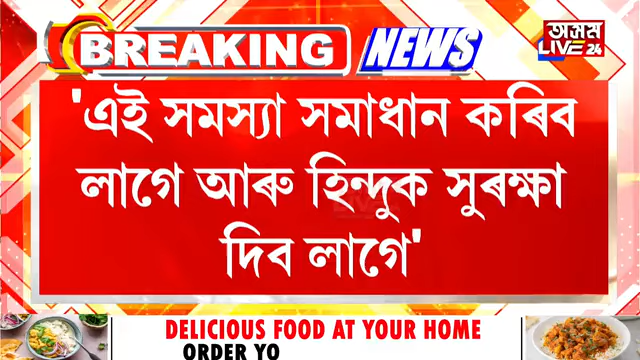 BREAKING NEWS
অসম
LIVE 24
'এই সমস্যা সমাধান কৰিব
লাগে আৰু হিন্দুক সুৰক্ষা
দিব লাগে'
DELICIOUS FOOD AT YOUR HOME
ORDER YO